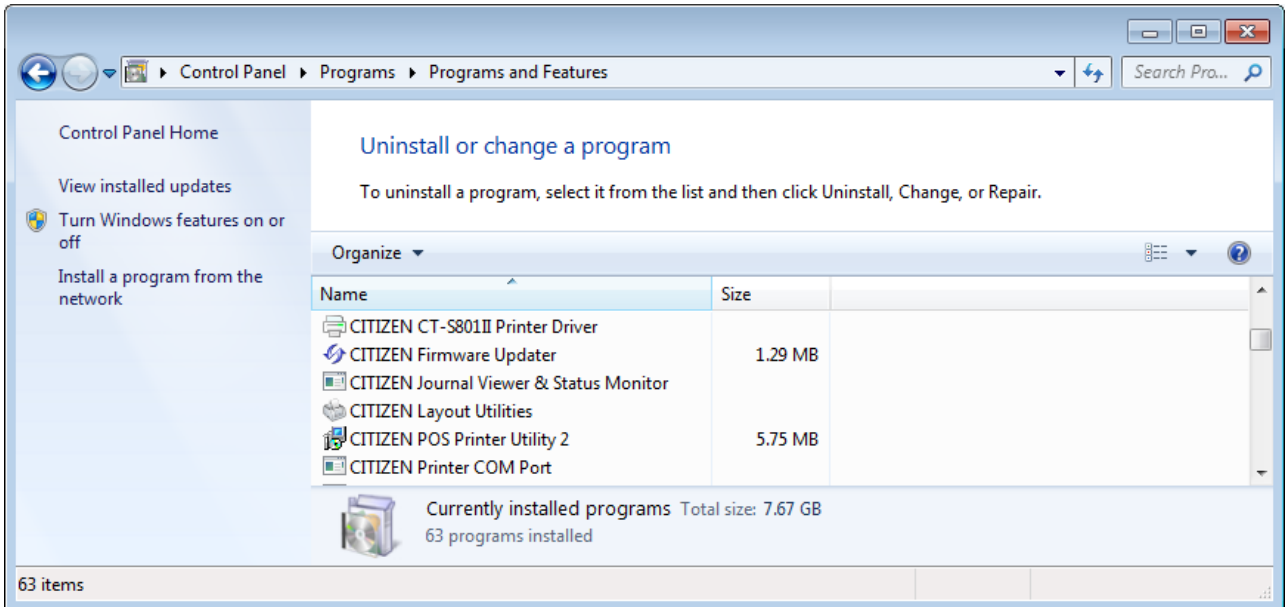 Control Panel Programs Programs and Features
Search Pro...
Control Panel Home
View installed updates
Turn Windows features on or
off
Install a program from the
network
Uninstall or change a program
To uninstall a program, select it from the list and then click Uninstall, Change, or Repair.
Organize
Name Size
CITIZEN CT-S801II Printer Driver
CITIZEN Firmware Updater 1.29 MB
CITIZEN Journal Viewer & Status Monitor
CITIZEN Layout Utilities
CITIZEN POS Printer Utility 2 5.75 MB
CITIZEN Printer COM Port
Currently installed programs Total size: 7.67 GB
63 programs installed
63 items